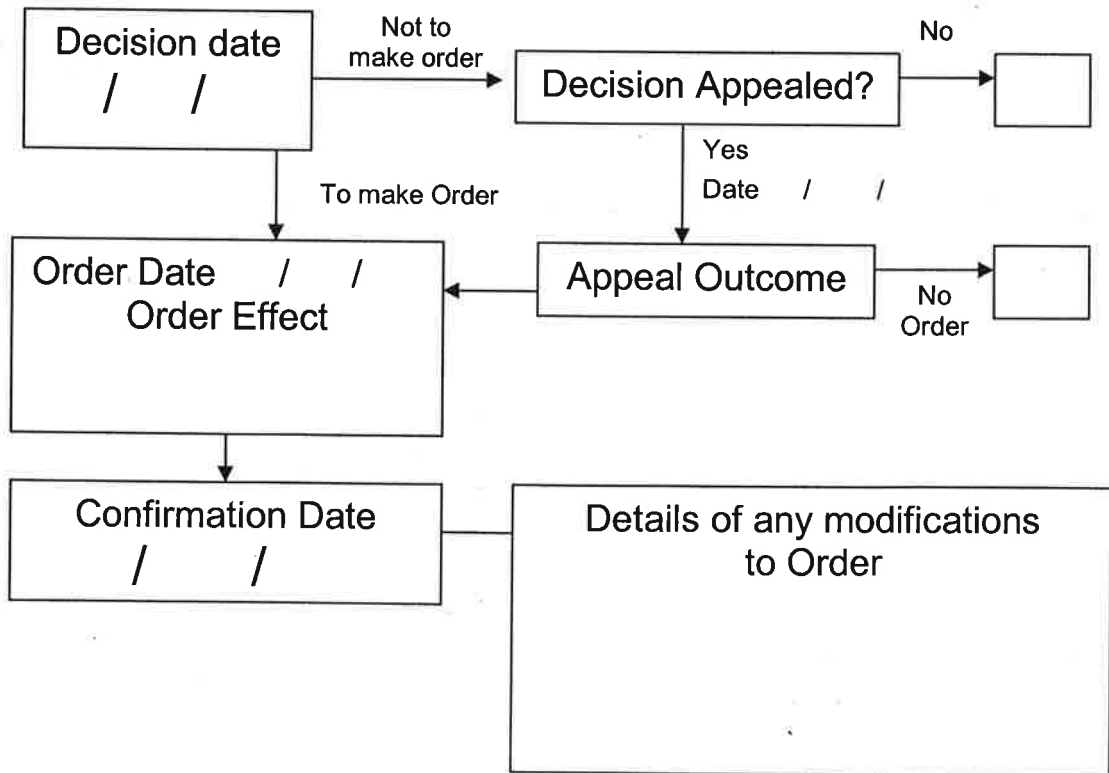 Decision date
/ /
Not to
make order
Decision Appealed?
No
Yes
Date / /
To make Order
Order Date / /
Order Effect
Appeal Outcome
No
Order
Confirmation Date
/ /
Details of any modifications
to Order